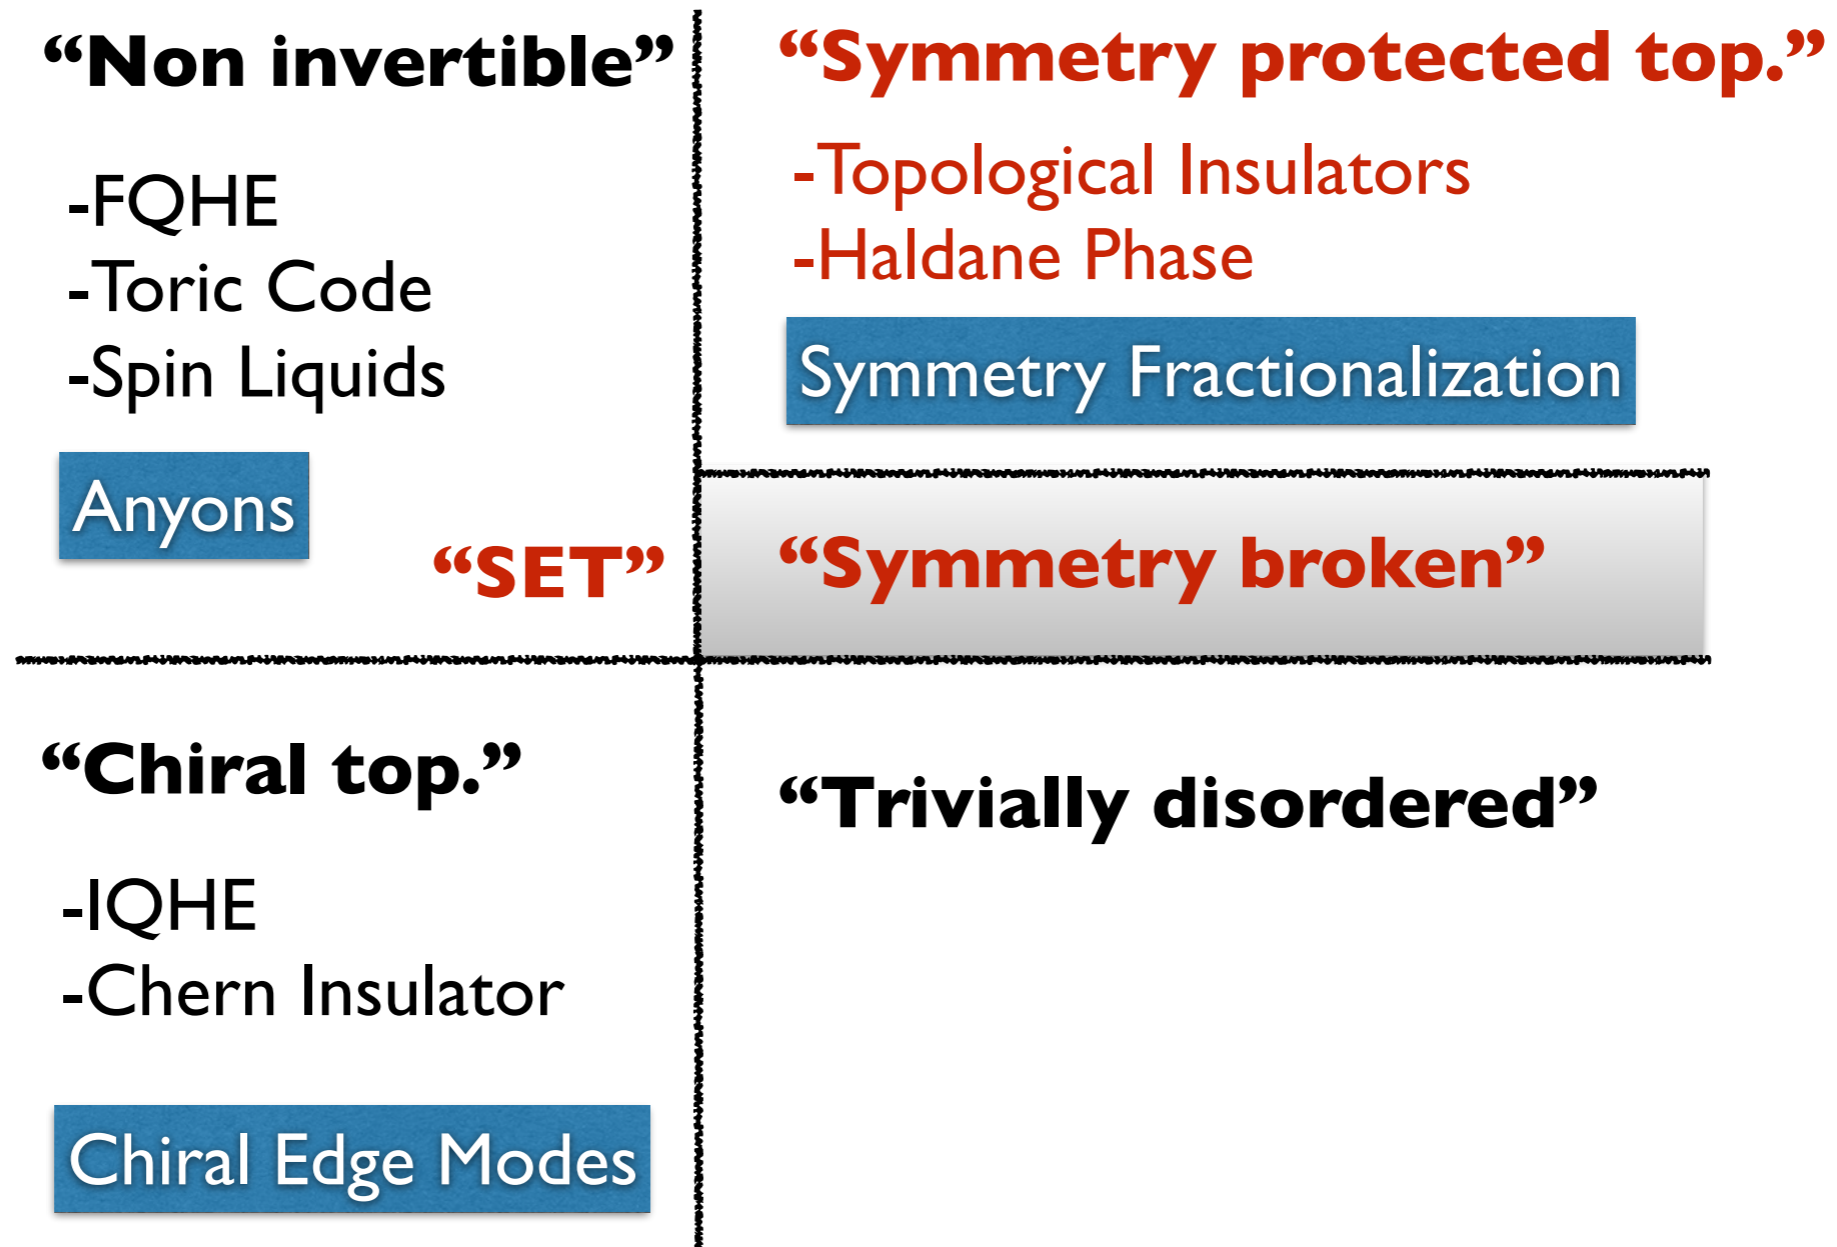 “Non invertible”
-FQHE
-Toric Code
-Spin Liquids
Anyons
“SET”
“Symmetry protected top.”
-Topological Insulators
-Haldane Phase
Symmetry Fractionalization
“Symmetry broken”
“Chiral top.”
-IQHE
-Chern Insulator
Chiral Edge Modes
“Trivially disordered”